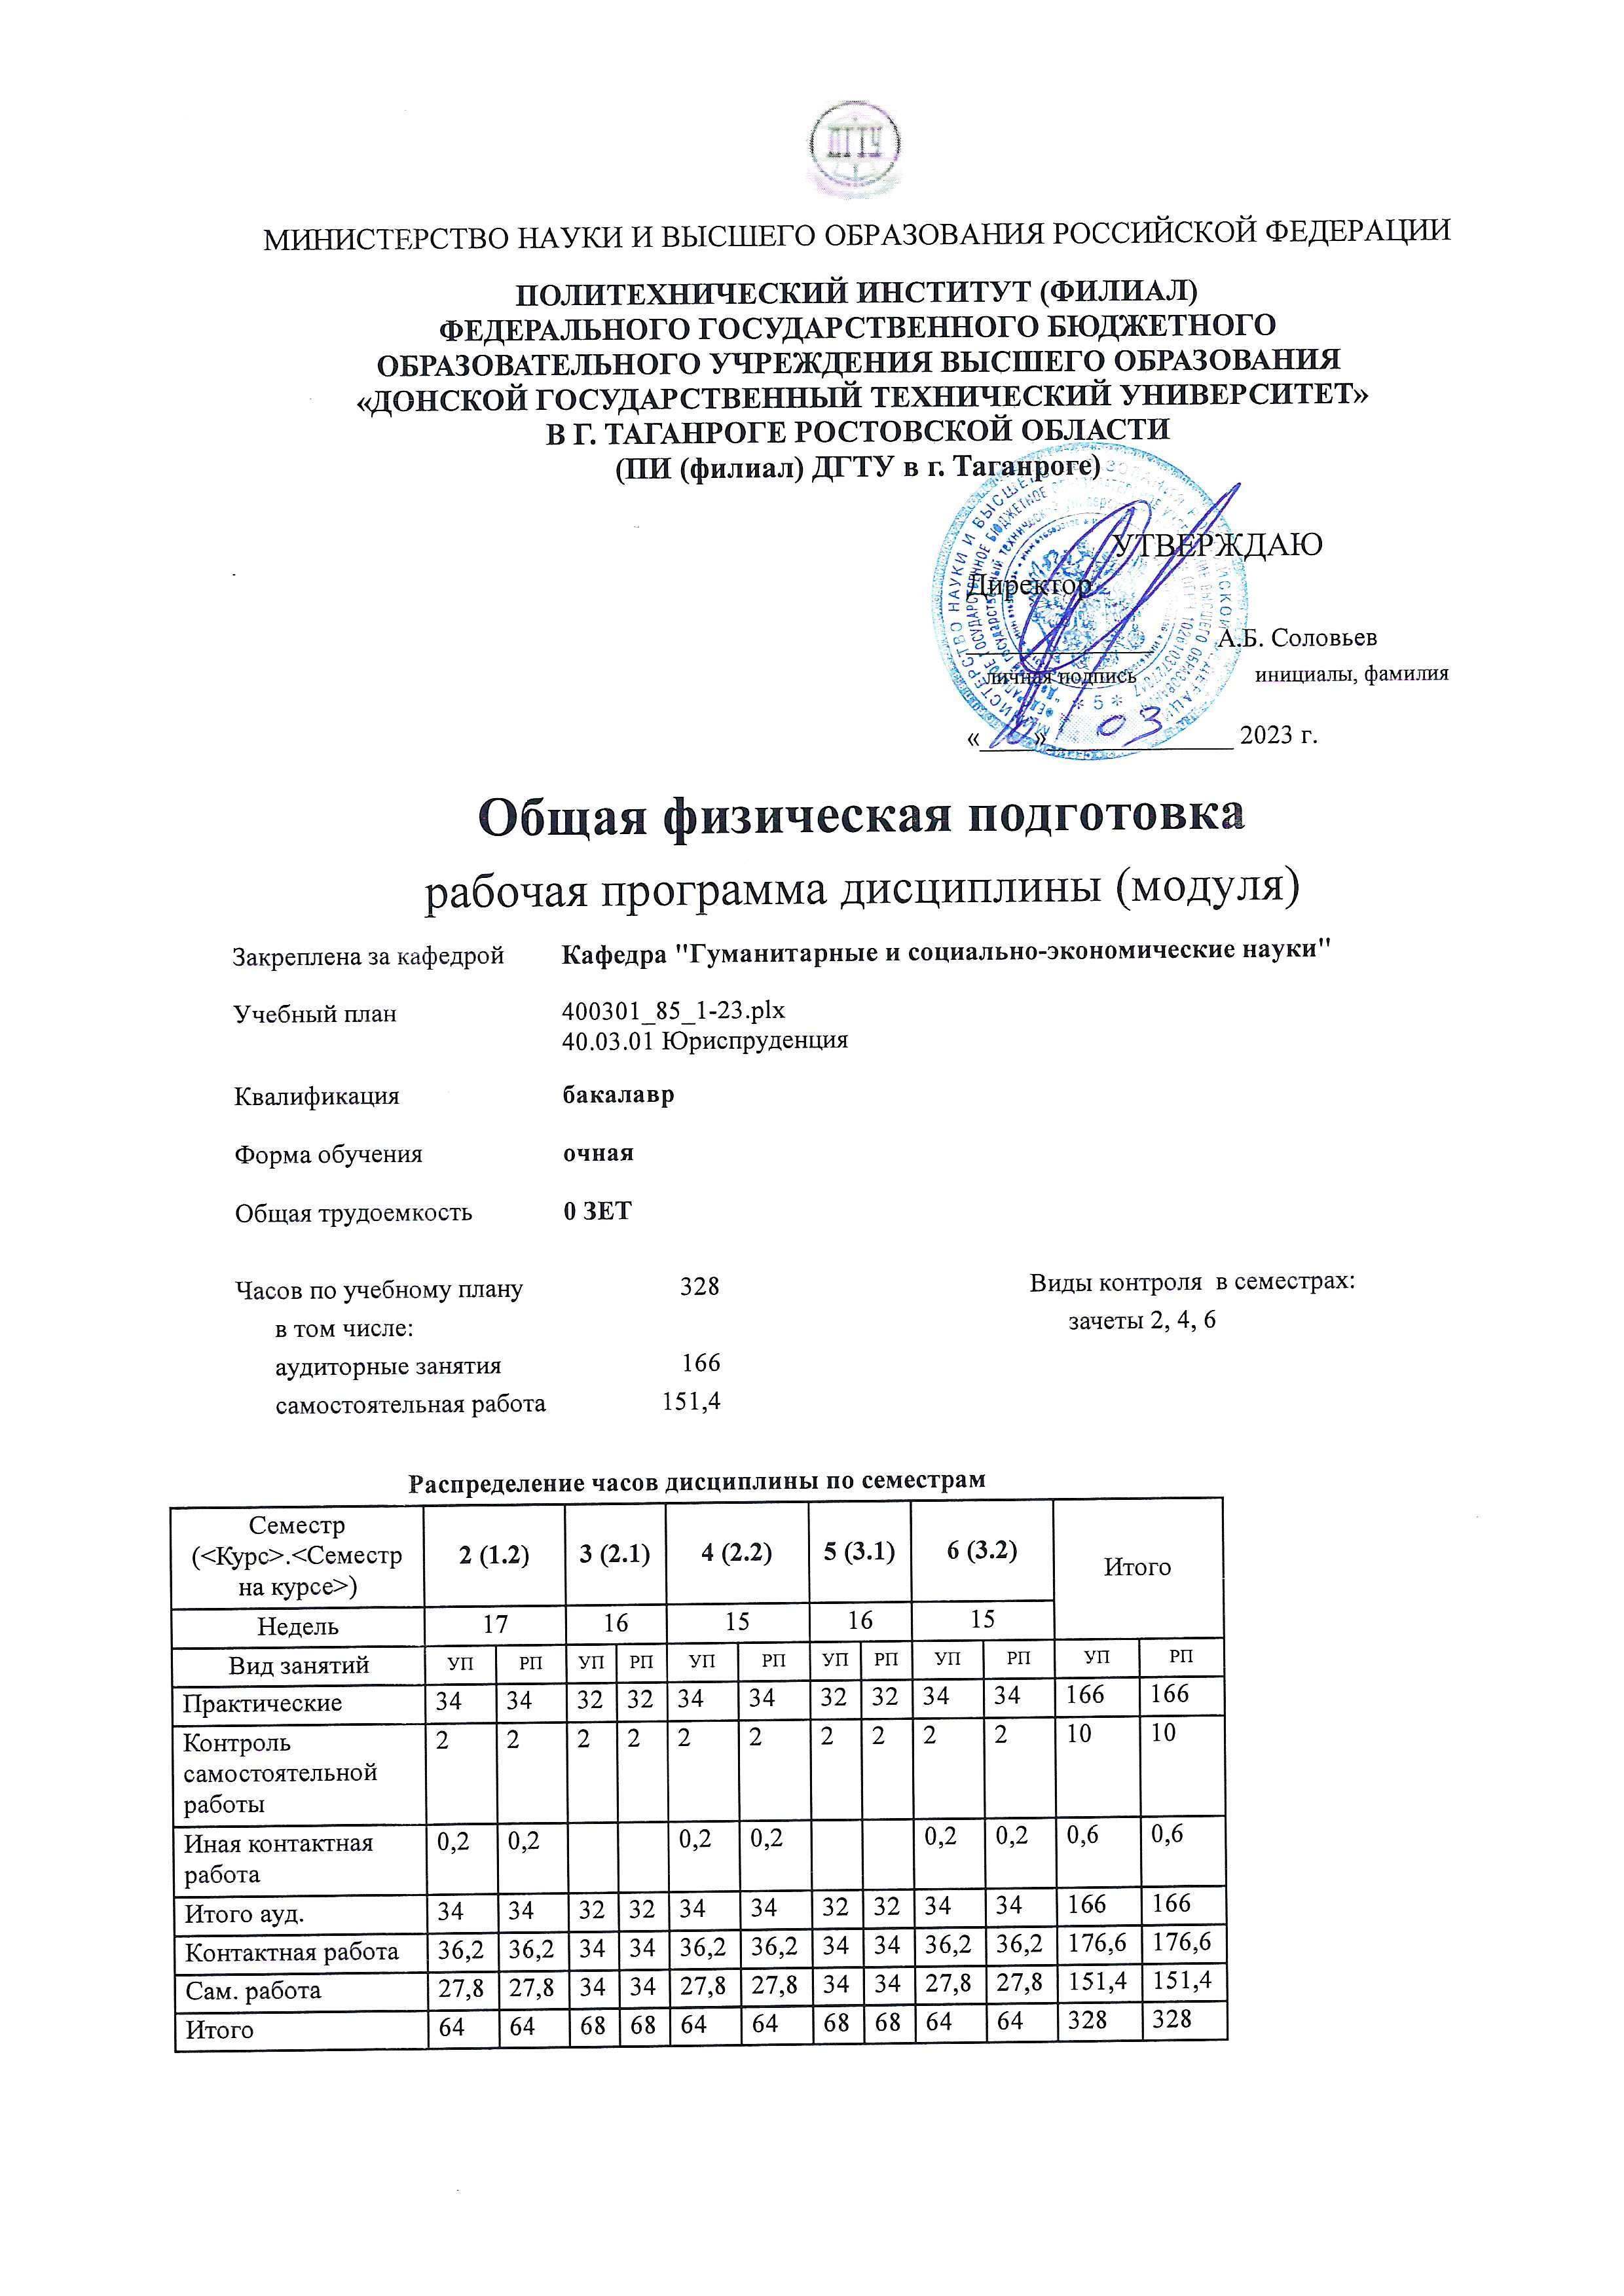 ДГТУ
МИНИСТЕРСТВО НАУКИ И ВЫСШЕГО ОБРАЗОВАНИЯ РОССИЙСКОЙ ФЕДЕРАЦИИ
ПОЛИТЕХНИЧЕСКИЙ ИНСТИТУТ (ФИЛИАЛ)
ФЕДЕРАЛЬНОГО ГОСУДАРСТВЕННОГО БЮДЖЕТНОГО
ОБРАЗОВАТЕЛЬНОГО УЧРЕЖДЕНИЯ ВЫСШЕГО ОБРАЗОВАНИЯ
«ДОНСКОЙ ГОСУДАРСТВЕННЫЙ ТЕХНИЧЕСКИЙ УНИВЕРСИТЕТ»
В Г. ТАГАНРОГЕ РОСТОВСКОЙ ОБЛАСТИ
(ПИ (филиал) ДГТУ в г. Таганроге)
УТВЕРЖДАЮ
Директор
А.Б. Соловьев
личная подпись инициалы, фамилия
« » 03 2023 г.
Общая физическая подготовка
рабочая программа дисциплины (модуля)
Закреплена за кафедрой Кафедра "Гуманитарные и социально-экономические науки"
Учебный план 400301_85_1-23.plx
40.03.01 Юриспруденция
Квалификация бакалавр
Форма обучения очная
Общая трудоемкость 0 ЗЕТ
Часов по учебному плану 328 Виды контроля в семестрах:
в том числе: зачеты 2, 4, 6
аудиторные занятия 166
самостоятельная работа 151,4
Распределение часов дисциплины по семестрам
Семестр
(<Курс>.<Семестр 2 (1.2) 3 (2.1) 4 (2.2) 5 (3.1) 6 (3.2) Итого
на курсе>)
Недель 17 16 15 16 15
Вид занятий УП РП УП РП УП РП УП РП УП РП УП РП
Практические 34 34 32 32 34 34 32 32 34 34 166 166
Контроль 2 2 2 2 2 2 2 2 2 2 10 10
самостоятельной
работы
Иная контактная 0,2 0,2 0,2 0,2 0,2 0,2 0,6 0,6
работа
Итого ауд. 34 34 32 32 34 34 32 32 34 34 166 166
Контактная работа 36,2 36,2 34 34 36,2 36,2 34 34 36,2 36,2 176,6 176,6
Сам. работа 27,8 27,8 34 34 27,8 27,8 34 34 27,8 27,8 151,4 151,4
Итого 64 64 68 68 64 64 68 68 64 64 328 328